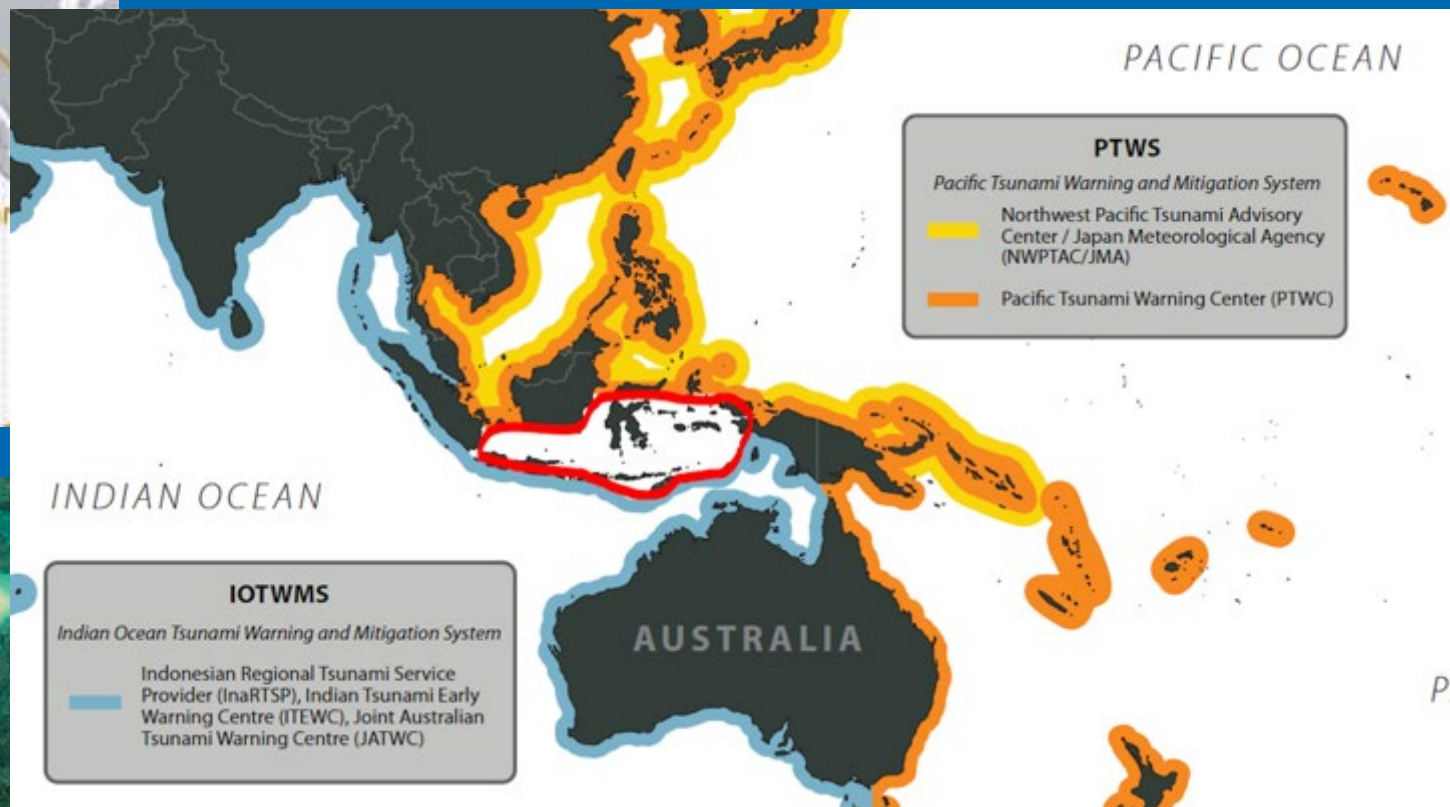 PACIFIC OCEAN
PTWS
Pacific Tsunami Warning and Mitigation System
Northwest Pacific Tsunami Advisory
Center / Japan Meteorological Agency
(NWPTAC/JMA)
Pacific Tsunami Warning Center (PTWC)
INDIAN OCEAN
IOTWMS
Indian Ocean Tsunami Warning and Mitigation System
Indonesian Regional Tsunami Service
Provider (InaRTSP), Indian Tsunami Early
Warning Centre (ITEWC), Joint Australian
Tsunami Warning Centre (JATWC)
AUSTRALIA